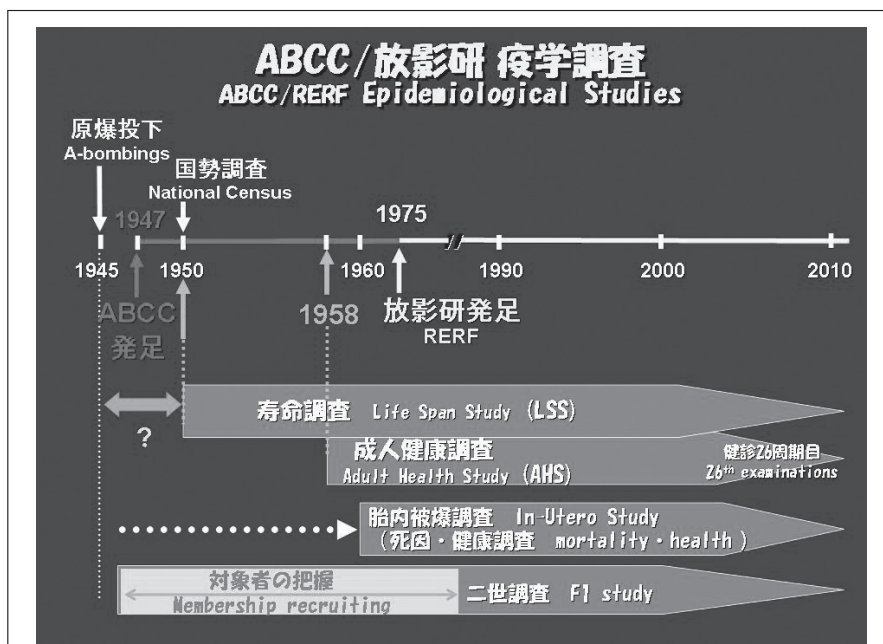 ABCC/放影研 疫学調査
ABCC/RERF Epidemiological Studies
原爆投下
A-bombings
国勢調査
National Census
1947
1975
1945
1950
1960
1990
2000
2010
ABCC
発足
1958
放影研発足
RERF
?
寿命調査 Life Span Study (LSS)
成人健康調査
Adult Health Study (AHS)
健診26周期目
26th examinations
胎内被爆調査 In-Utero Study
(死因・健康調査 mortality・health)
対象者の把握
Membership recruiting
二世調査 F1 study